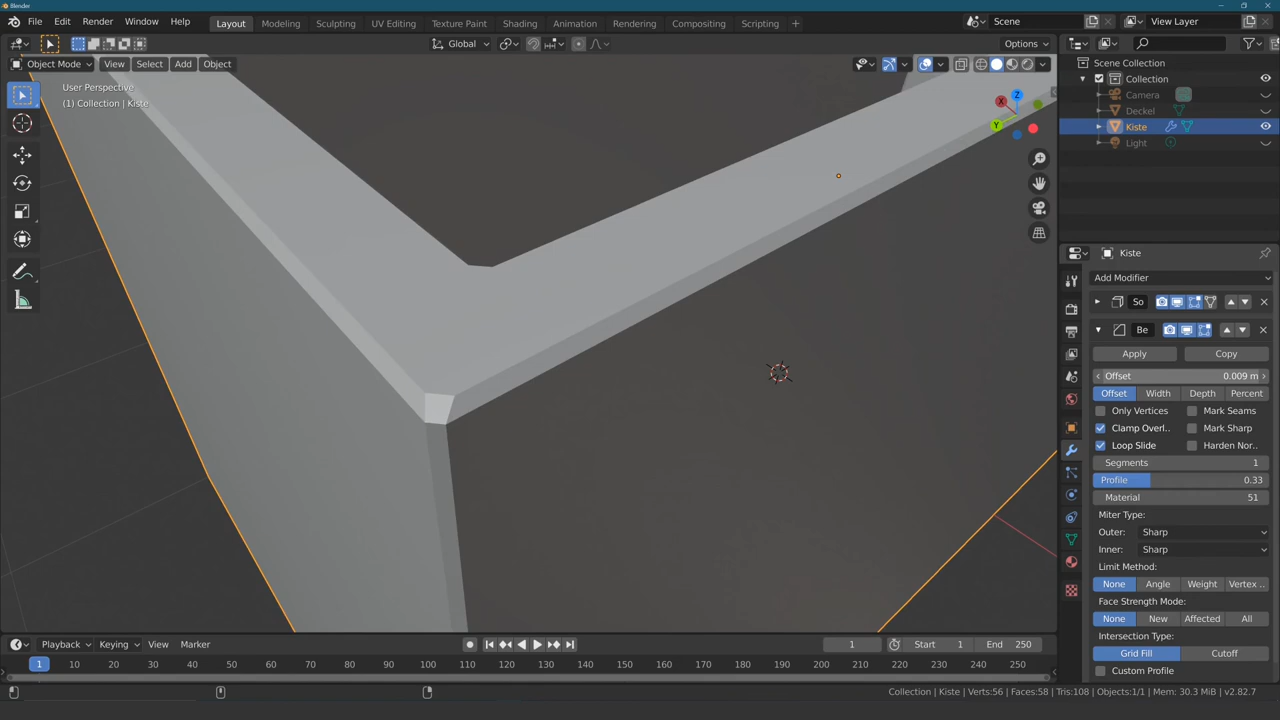 Blender
File Edit Render Window Help Layout Modeling Sculpting UV Editing Texture Paint Shading Animation Rendering Compositing Scripting + Scene View Layer
Global Options
Object Mode View Select Add Object
User Perspective
(1) Collection | Kiste
Z
X
Y
Scene Collection
Collection
Camera
Deckel
Kiste
Light
Kiste
Add Modifier
So
Be
Apply Copy
Offset 0.009 m
Offset Width Depth Percent
Only Vertices Mark Seams
Clamp Overl.. Mark Sharp
Loop Slide Harden Nor..
Segments 1
Profile 0.33
Material 51
Miter Type:
Outer: Sharp
Inner: Sharp
Limit Method:
None Angle Weight Vertex ..
Face Strength Mode:
None New Affected All
Intersection Type:
Grid Fill Cutoff
Custom Profile
Playback Keying View Marker 1 Start 1 End 250
1 10 20 30 40 50 60 70 80 90 100 110 120 130 140 150 160 170 180 190 200 210 220 230 240 250
Collection | Kiste | Verts:56 | Faces:58 | Tris:108 | Objects:1/1 | Mem: 30.3 MiB | v2.82.7